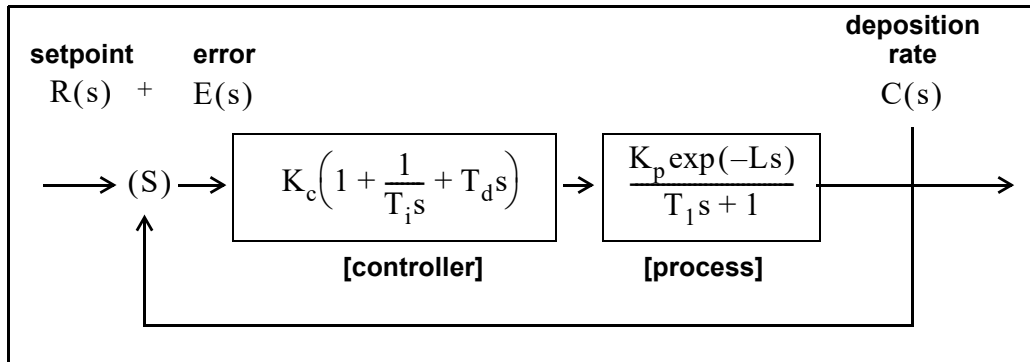 deposition
setpoint error rate
R(s) + E(s) C(s)
(S) K_c(1 + 1/(T_i s) + T_d s) K_p exp(–Ls)/(T_1 s + 1)
[controller] [process]